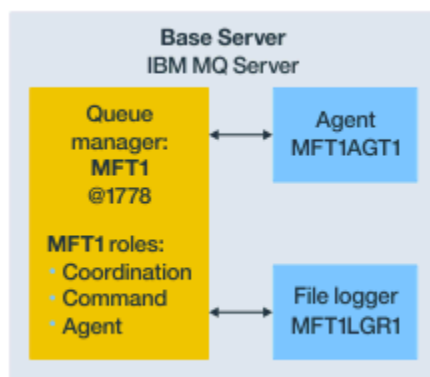 Base Server
IBM MQ Server
Queue
manager:
MFT1
@1778
MFT1 roles:
• Coordination
• Command
• Agent
Agent
MFT1AGT1
File logger
MFT1LGR1